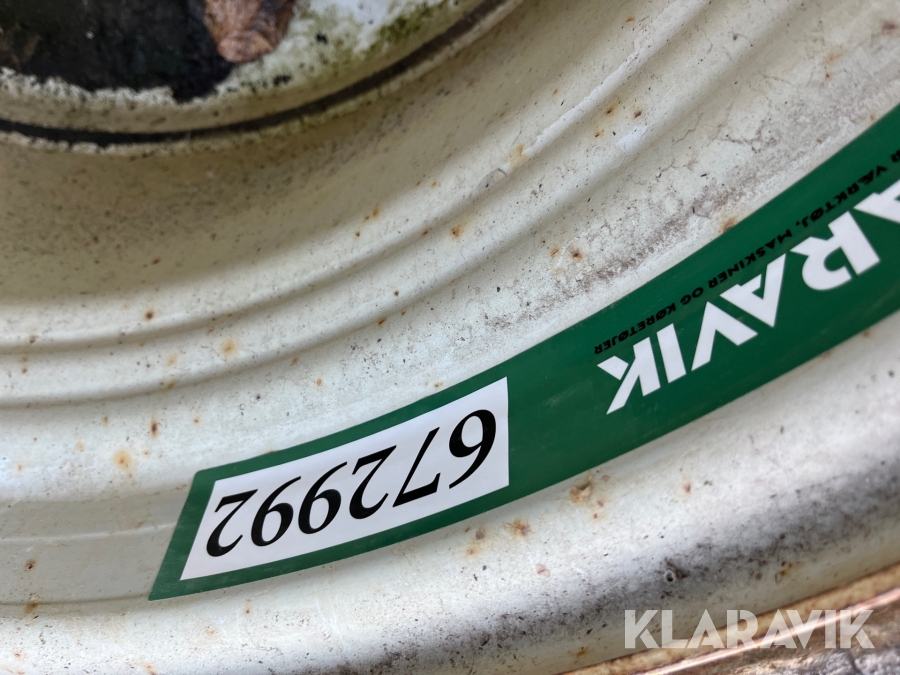 ARAVIK
R VÆRKTØJ, MASKINER OG KØRETØJER
672992
KLARAVIK